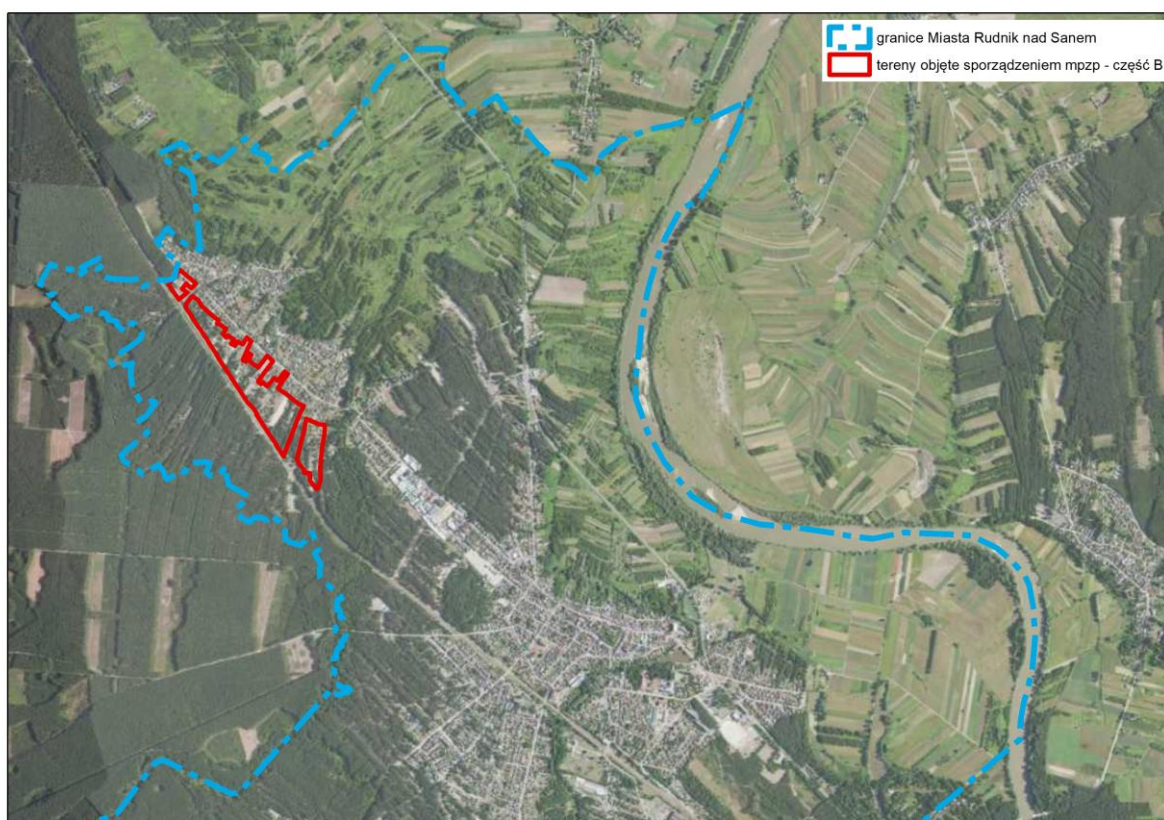 granice Miasta Rudnik nad Sanem
tereny objęte sporządzeniem mpzp - część B